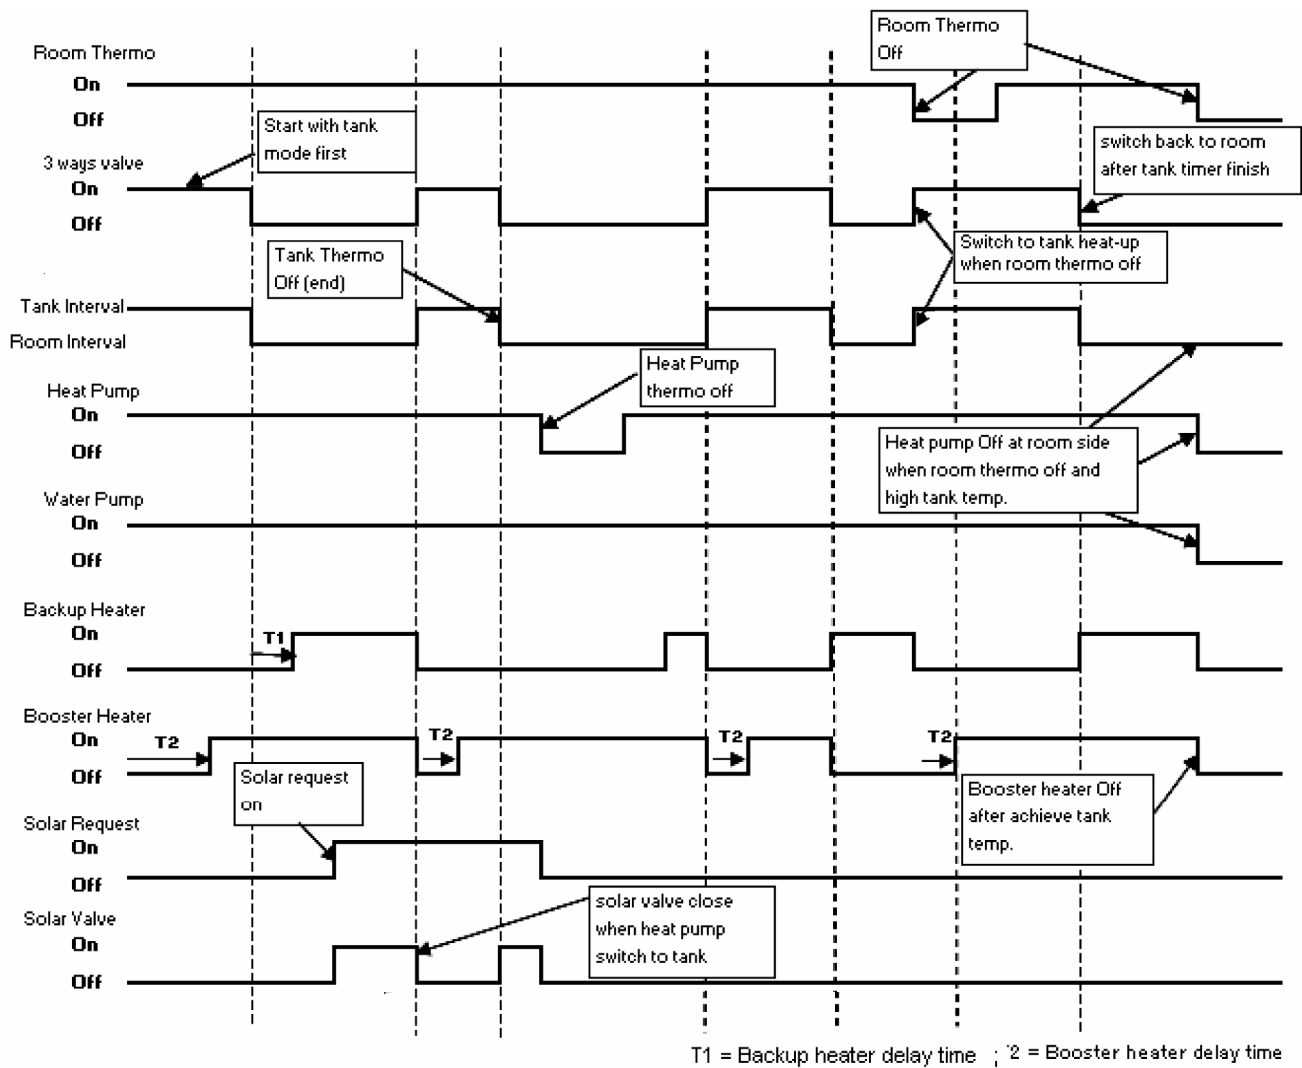 Room Thermo
Off
Room Thermo
On
Off
Start with tank
mode first
switch back to room
after tank timer finish
3 ways valve
On
Off
Switch to tank heat-up
when room thermo off
Tank Thermo
Off (end)
Tank Interval
Room Interval
Heat Pump
thermo off
Heat Pump
On
Off
Heat pump Off at room side
when room thermo off and
high tank temp.
Water Pump
On
Off
Backup Heater
On
Off
T1
Booster Heater
On
Off
T2
T2
T2
T2
Solar request
on
Booster heater Off
after achieve tank
temp.
Solar Request
On
Off
solar valve close
when heat pump
switch to tank
Solar Valve
On
Off
T1 = Backup heater delay time ; '2 = Booster heater delay time